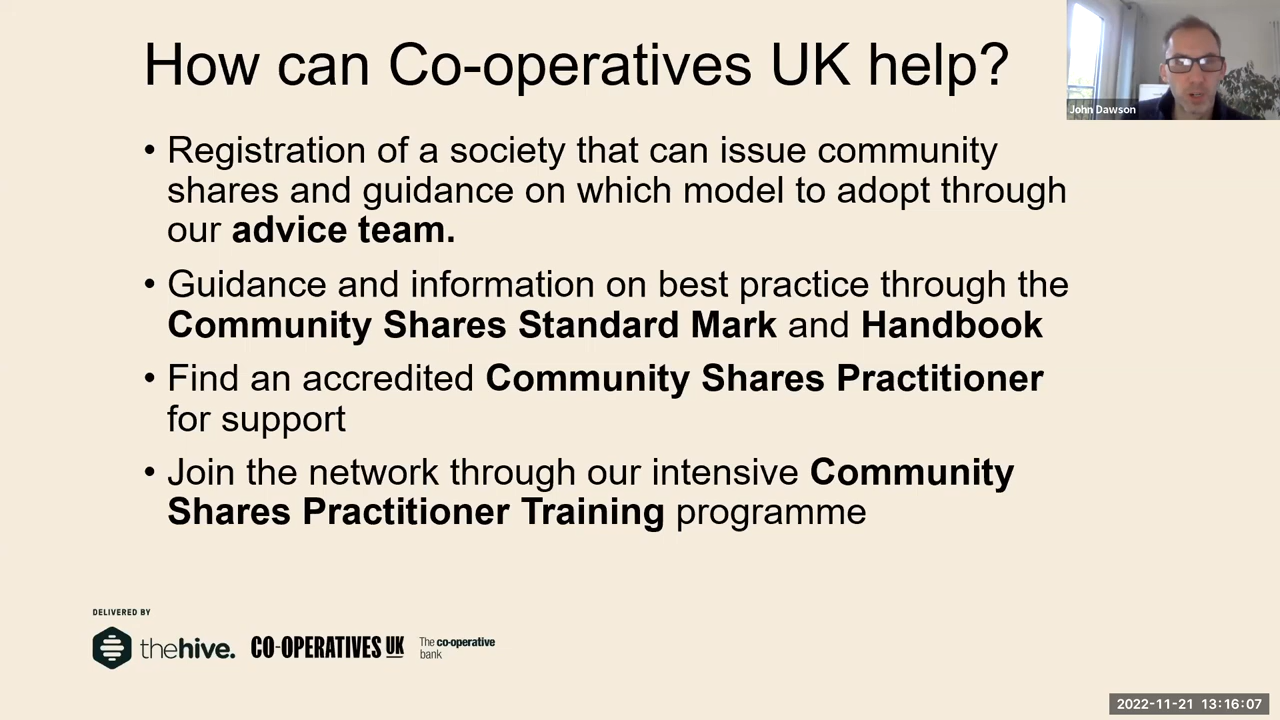 How can Co-operatives UK help?
John Dawson
• Registration of a society that can issue community
shares and guidance on which model to adopt through
our advice team.
• Guidance and information on best practice through the
Community Shares Standard Mark and Handbook
• Find an accredited Community Shares Practitioner
for support
• Join the network through our intensive Community
Shares Practitioner Training programme
DELIVERED BY
thehive. CO-OPERATIVES UK The co-operative
bank
2022-11-21 13:16:07